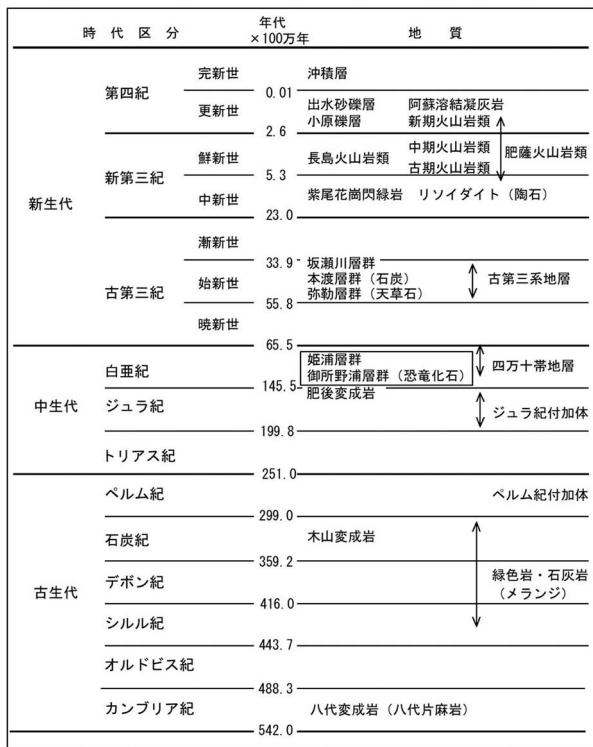 時代区分 年代 ×100万年 地質
新生代
第四紀
完新世 沖積層
0.01
更新世 出水砂礫層 阿蘇溶結凝灰岩
小原礫層 新期火山岩類
2.6
新第三紀
鮮新世 長島火山岩類 中期火山岩類
古期火山岩類
肥薩火山岩類
5.3
中新世 紫尾花崗閃緑岩 リソイダイト（陶石）
23.0
古第三紀
漸新世
33.9
坂瀬川層群
始新世 本渡層群（石炭）
弥勒層群（天草石）
古第三系地層
55.8
暁新世
65.5
中生代
白亜紀
姫浦層群
御所野浦層群（恐竜化石）
四万十帯地層
145.5
肥後変成岩
ジュラ紀 ジュラ紀付加体
199.8
トリアス紀
251.0
古生代
ペルム紀 ペルム紀付加体
299.0
石炭紀 木山変成岩
359.2
デボン紀 緑色岩・石灰岩
（メランジ）
416.0
シルル紀
443.7
オルドビス紀
488.3
カンブリア紀 八代変成岩（八代片麻岩）
542.0